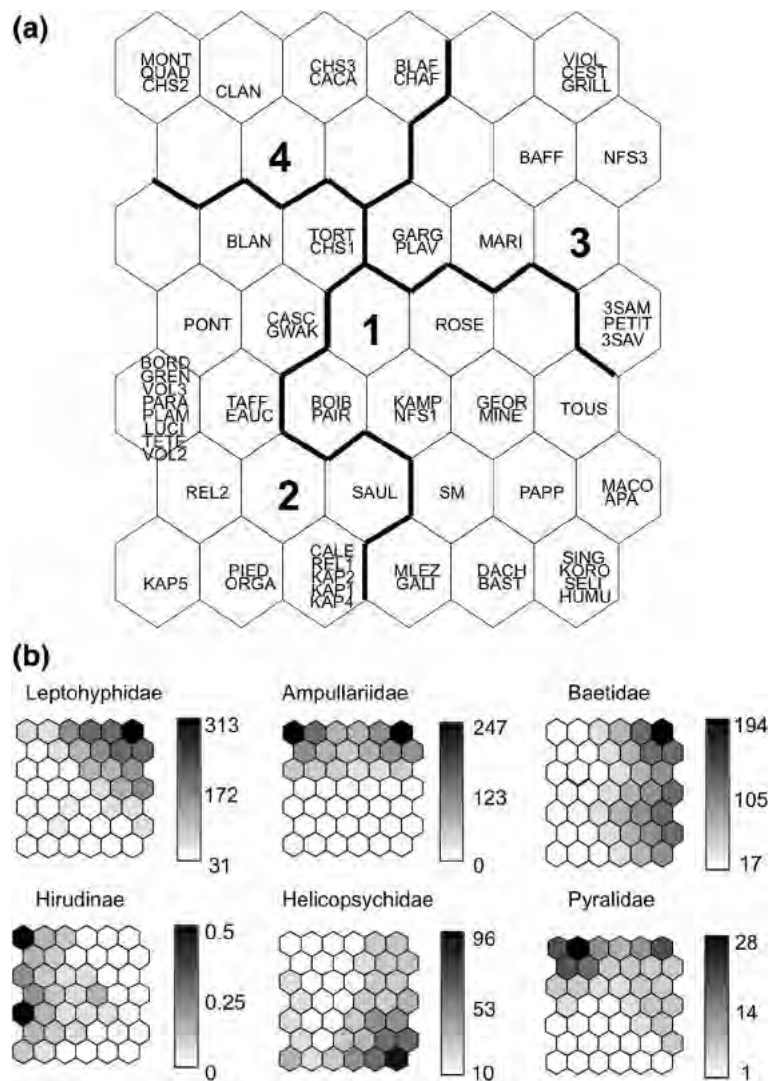 (a)
MONT
QUAD
CHS2
CLAN
CHS3
CACA
BLAF
CHAF
VIOL
CEST
GRILL
4
BAFF
NFS3
BLAN
TORT
CHS1
GARG
PLAV
MARI
3
PONT
CASC
GWAK
1
ROSE
3SAM
PETIT
3SAV
BORD
GREN
VOL3
PARA
PLAM
LUCI
TETE
VOL2
TAFF
EAUC
BOIB
PAIR
KAMP
NFS1
GEOR
MINE
TOUS
REL2
2
SAUL
SM
PAPP
MACO
APA
KAP5
PIED
ORGA
CALE
REL1
KAP2
KAP1
KAP4
MLEZ
GALI
DACH
BAST
SING
KORO
SELI
HUMU
(b)
Leptohyphidae
313
172
31
Ampullariidae
247
123
0
Baetidae
194
105
17
Hirudinae
0.5
0.25
0
Helicopsychidae
96
53
10
Pyralidae
28
14
1